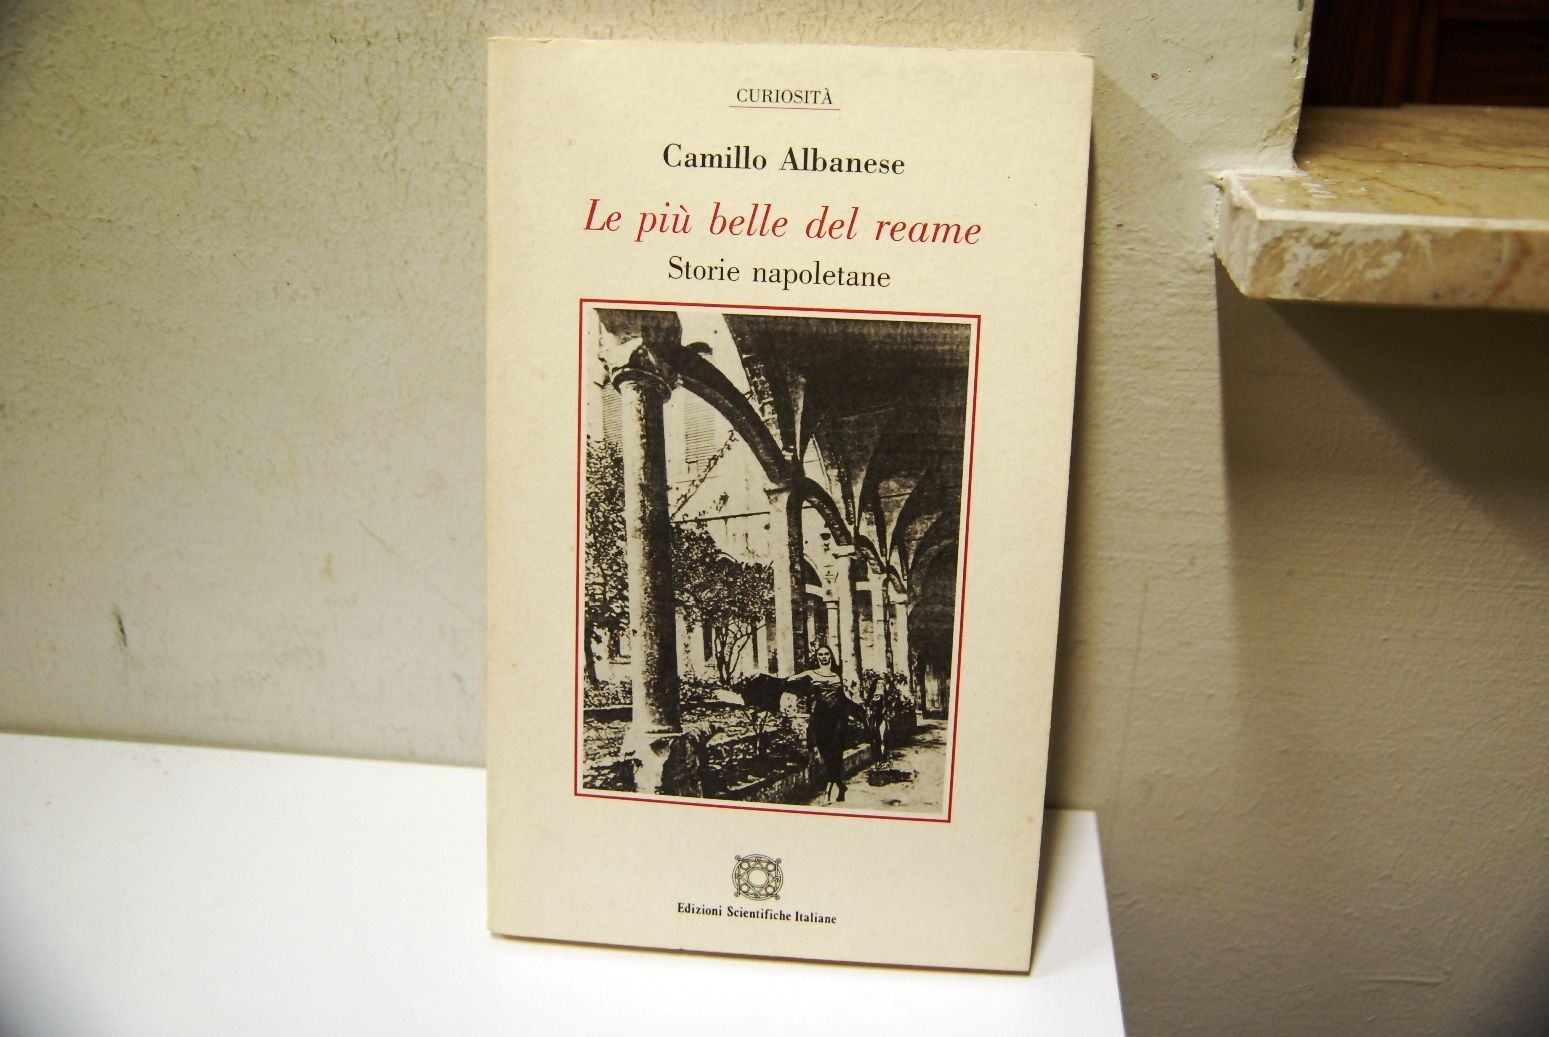 CURIOSITÀ
Camillo Albanese
Le più belle del reame
Storie napoletane
Edizioni Scientifiche Italiane